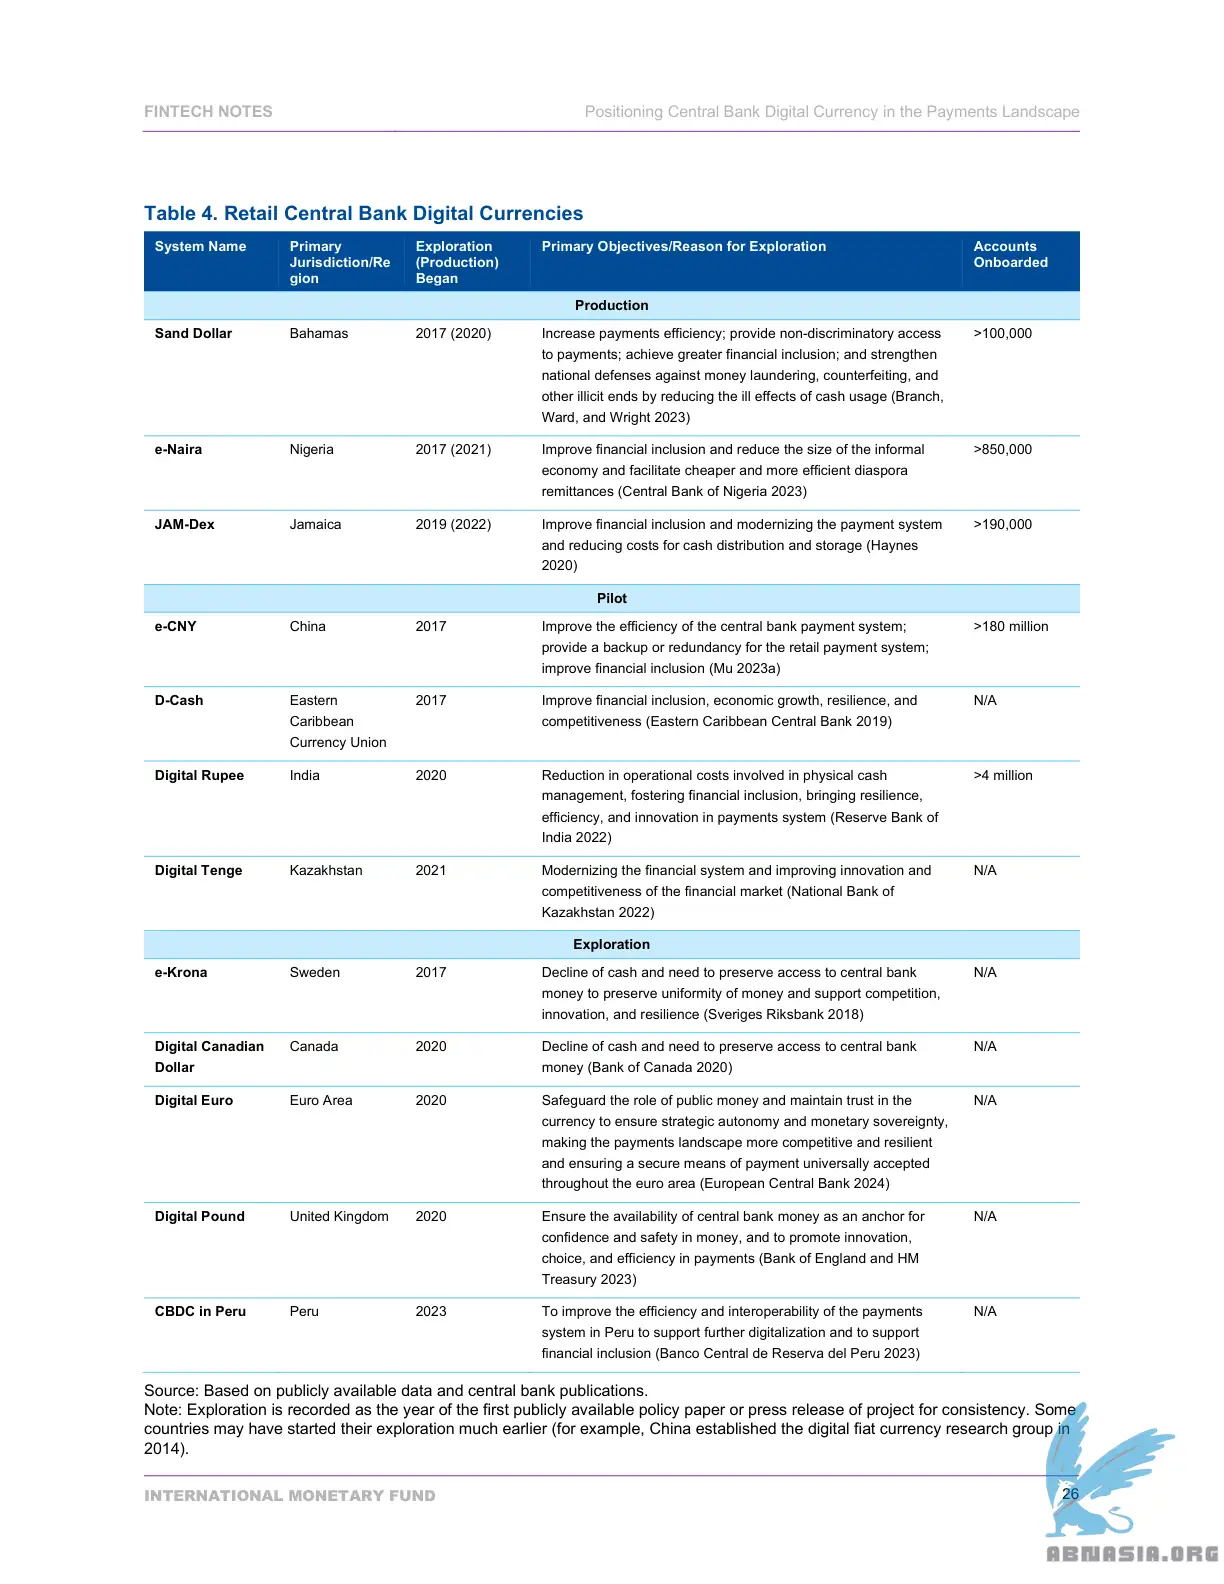 FINTECH NOTES
Positioning Central Bank Digital Currency in the Payments Landscape
Table 4. Retail Central Bank Digital Currencies
System Name
Primary
Jurisdiction/Re
gion
Exploration
(Production)
Began
Primary Objectives/Reason for Exploration
Accounts
Onboarded
Production
Sand Dollar
Bahamas
2017 (2020)
Increase payments efficiency; provide non-discriminatory access
to payments; achieve greater financial inclusion; and strengthen
national defenses against money laundering, counterfeiting, and
other illicit ends by reducing the ill effects of cash usage (Branch,
Ward, and Wright 2023)
>100,000
e-Naira
Nigeria
2017 (2021)
Improve financial inclusion and reduce the size of the informal
economy and facilitate cheaper and more efficient diaspora
remittances (Central Bank of Nigeria 2023)
>850,000
JAM-Dex
Jamaica
2019 (2022)
Improve financial inclusion and modernizing the payment system
and reducing costs for cash distribution and storage (Haynes
2020)
>190,000
Pilot
e-CNY
China
2017
Improve the efficiency of the central bank payment system;
provide a backup or redundancy for the retail payment system;
improve financial inclusion (Mu 2023a)
>180 million
D-Cash
Eastern
Caribbean
Currency Union
2017
Improve financial inclusion, economic growth, resilience, and
competitiveness (Eastern Caribbean Central Bank 2019)
N/A
Digital Rupee
India
2020
Reduction in operational costs involved in physical cash
management, fostering financial inclusion, bringing resilience,
efficiency, and innovation in payments system (Reserve Bank of
India 2022)
>4 million
Digital Tenge
Kazakhstan
2021
Modernizing the financial system and improving innovation and
competitiveness of the financial market (National Bank of
Kazakhstan 2022)
N/A
Exploration
e-Krona
Sweden
2017
Decline of cash and need to preserve access to central bank
money to preserve uniformity of money and support competition,
innovation, and resilience (Sveriges Riksbank 2018)
N/A
Digital Canadian
Dollar
Canada
2020
Decline of cash and need to preserve access to central bank
money (Bank of Canada 2020)
N/A
Digital Euro
Euro Area
2020
Safeguard the role of public money and maintain trust in the
currency to ensure strategic autonomy and monetary sovereignty,
making the payments landscape more competitive and resilient
and ensuring a secure means of payment universally accepted
throughout the euro area (European Central Bank 2024)
N/A
Digital Pound
United Kingdom
2020
Ensure the availability of central bank money as an anchor for
confidence and safety in money, and to promote innovation,
choice, and efficiency in payments (Bank of England and HM
Treasury 2023)
N/A
CBDC in Peru
Peru
2023
To improve the efficiency and interoperability of the payments
system in Peru to support further digitalization and to support
financial inclusion (Banco Central de Reserva del Peru 2023)
N/A
Source: Based on publicly available data and central bank publications.
Note: Exploration is recorded as the year of the first publicly available policy paper or press release of project for consistency. Some
countries may have started their exploration much earlier (for example, China established the digital fiat currency research group in
2014).
INTERNATIONAL MONETARY FUND
26
ABNASIA.ORG